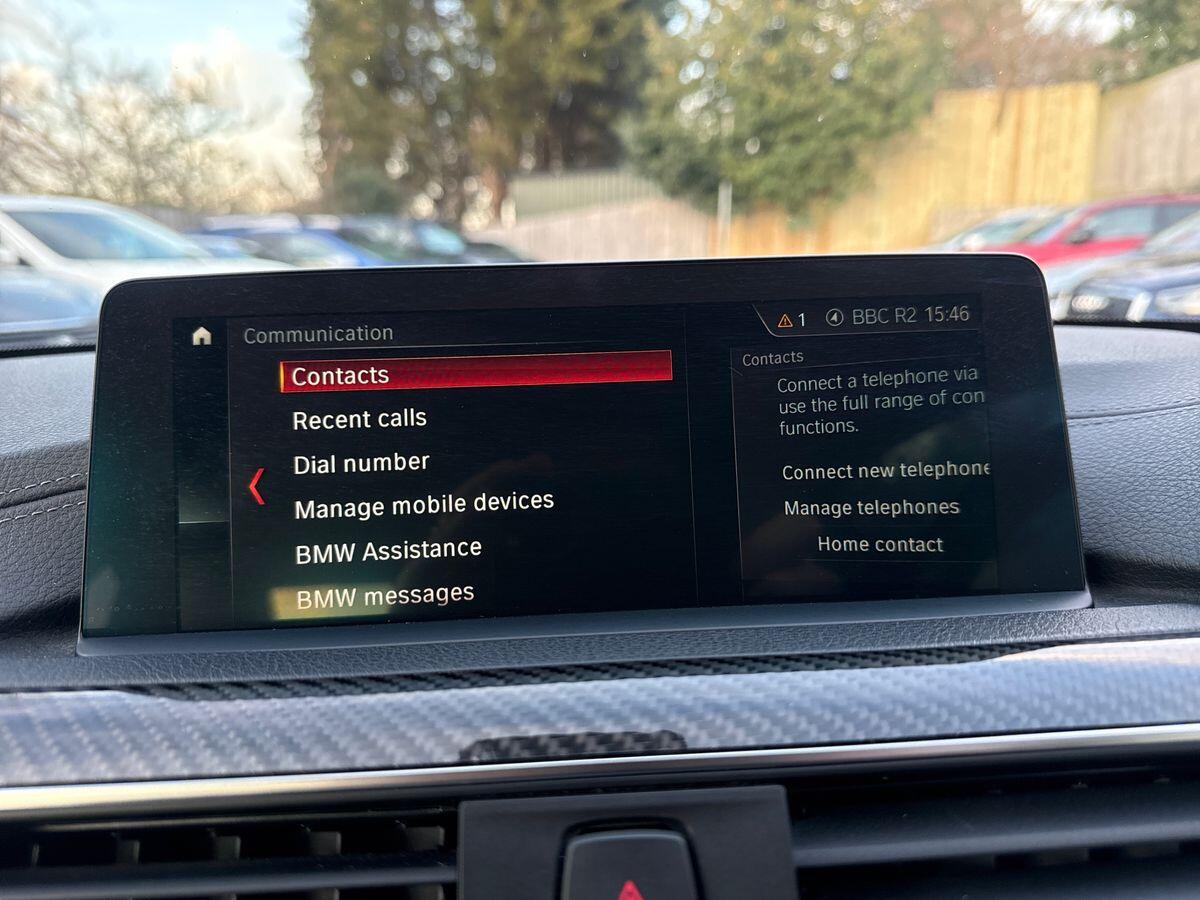 Communication
1 BBC R2 15:46
Contacts
Recent calls
Dial number
Manage mobile devices
BMW Assistance
BMW messages
Contacts
Connect a telephone via
use the full range of con
functions.
Connect new telephone
Manage telephones
Home contact